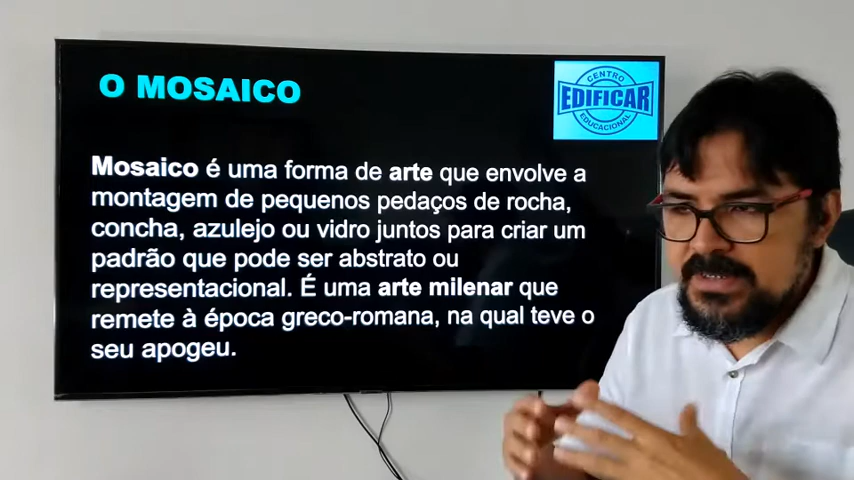 O MOSAICO
CENTRO
EDIFICAR
EDUCACIONAL
Mosaico é uma forma de arte que envolve a
montagem de pequenos pedaços de rocha,
concha, azulejo ou vidro juntos para criar um
padrão que pode ser abstrato ou
representacional. É uma arte milenar que
remete à época greco-romana, na qual teve o
seu apogeu.